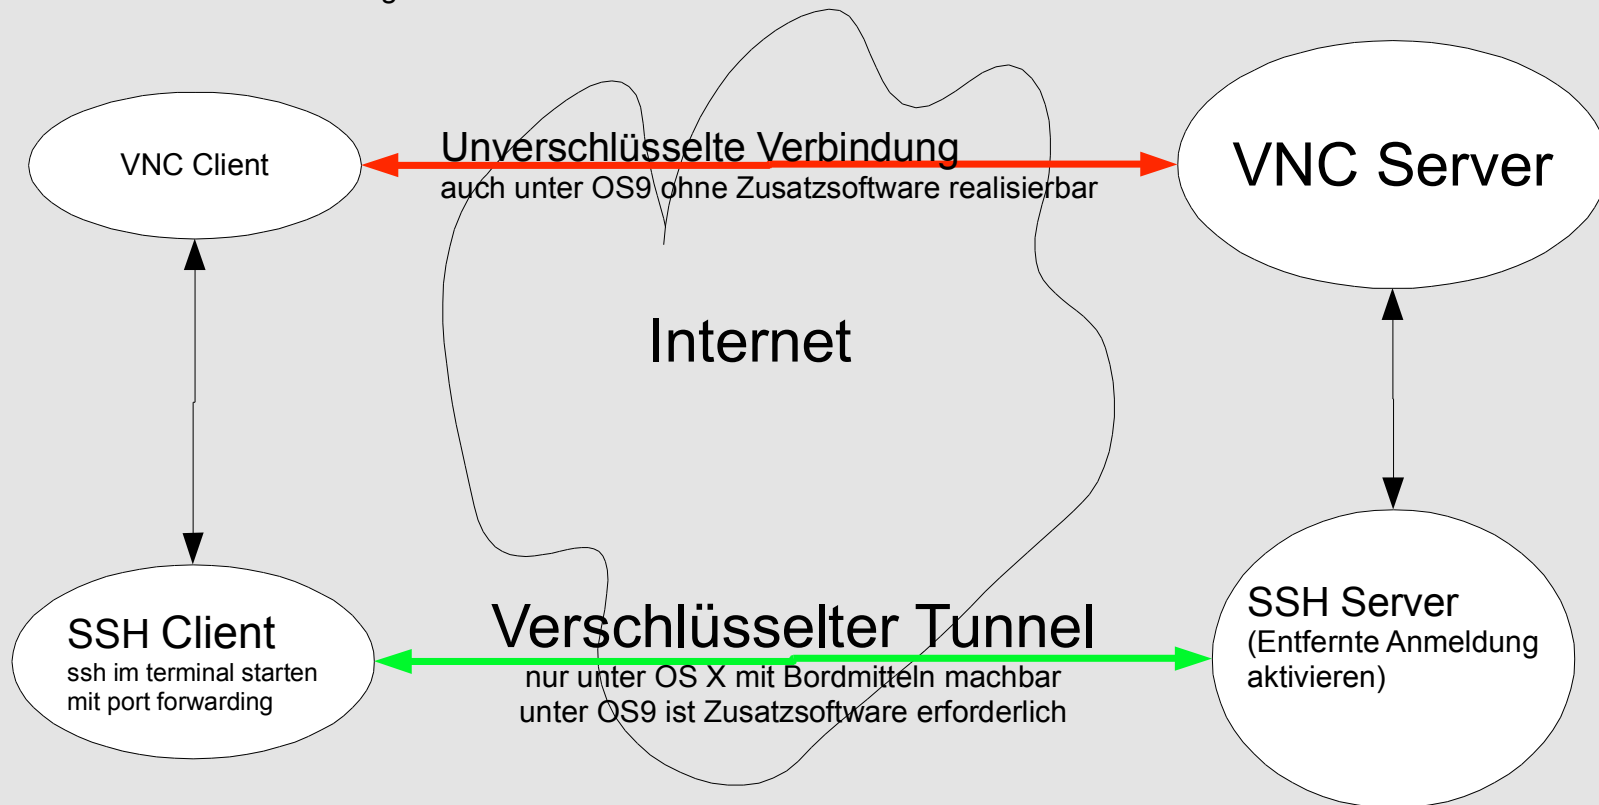 VNC Client
Unverschlüsselte Verbindung
auch unter OS9 ohne Zusatzsoftware realisierbar
VNC Server
Internet
SSH Client
ssh im terminal starten
mit port forwarding
Verschlüsselter Tunnel
nur unter OS X mit Bordmitteln machbar
unter OS9 ist Zusatzsoftware erforderlich
SSH Server
(Entfernte Anmeldung
aktivieren)